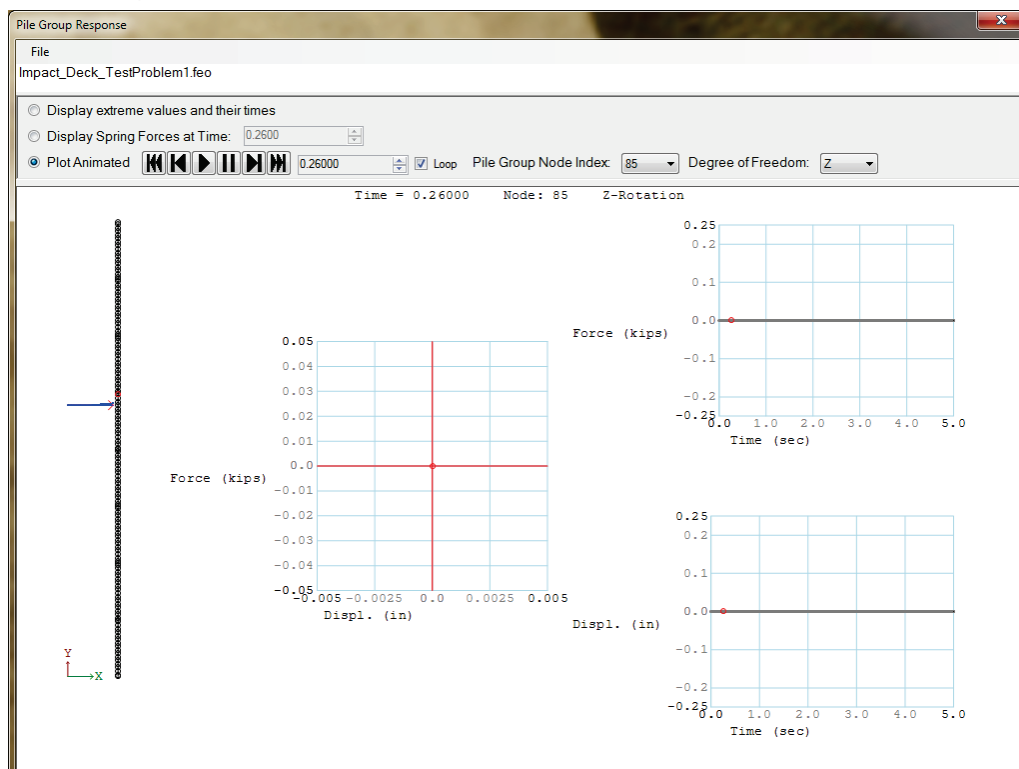 Pile Group Response
x
File
Impact_Deck_TestProblem1.feo
Display extreme values and their times
Display Spring Forces at Time: 0.2600
Plot Animated 0.26000 Loop Pile Group Node Index: 85 Degree of Freedom: Z
Time = 0.26000 Node: 85 Z-Rotation
0.25
0.2
0.1
0.0
Force (kips)
-0.1
-0.2
-0.25
0.0 1.0 2.0 3.0 4.0 5.0
Time (sec)
0.05
0.04
0.03
0.02
0.01
0.0
Force (kips)
-0.01
-0.02
-0.03
-0.04
-0.05
-0.005 -0.0025 0.0 0.0025 0.005
Displ. (in)
0.25
0.2
0.1
0.0
Displ. (in)
-0.1
-0.2
-0.25
0.0 1.0 2.0 3.0 4.0 5.0
Time (sec)
Y
X